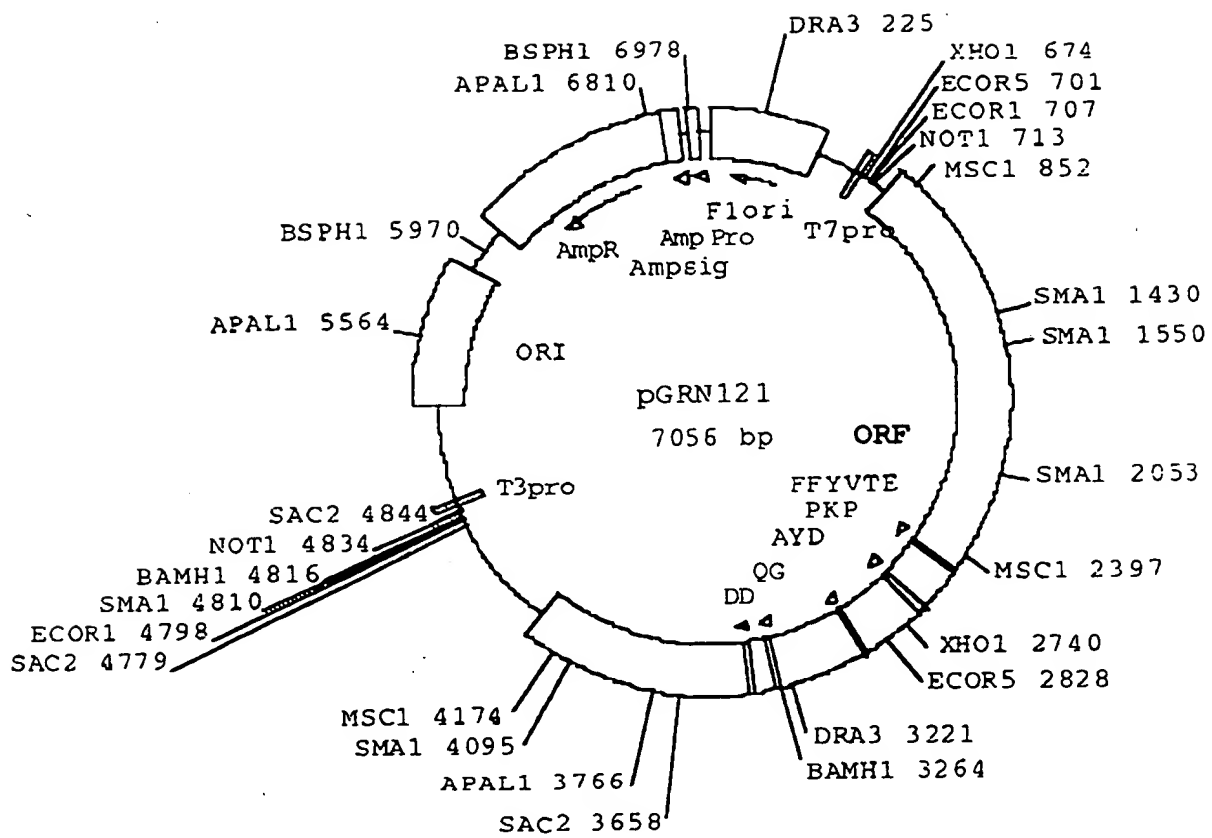 DRA3 225
BSPH1 6978
APAL1 6810
XHO1 674
ECOR5 701
ECOR1 707
NOT1 713
MSC1 852
F1ori
T7pro
Amp Pro
AmpR
Ampsig
BSPH1 5970
APAL1 5564
ORI
SMA1 1430
SMA1 1550
pGRN121
7056 bp
ORF
SMA1 2053
FFYVTE
PKP
AYD
QG
DD
T3pro
SAC2 4844
NOT1 4834
BAMH1 4816
SMA1 4810
ECOR1 4798
SAC2 4779
MSC1 2397
XHO1 2740
ECOR5 2828
DRA3 3221
BAMH1 3264
MSC1 4174
SMA1 4095
APAL1 3766
SAC2 3658